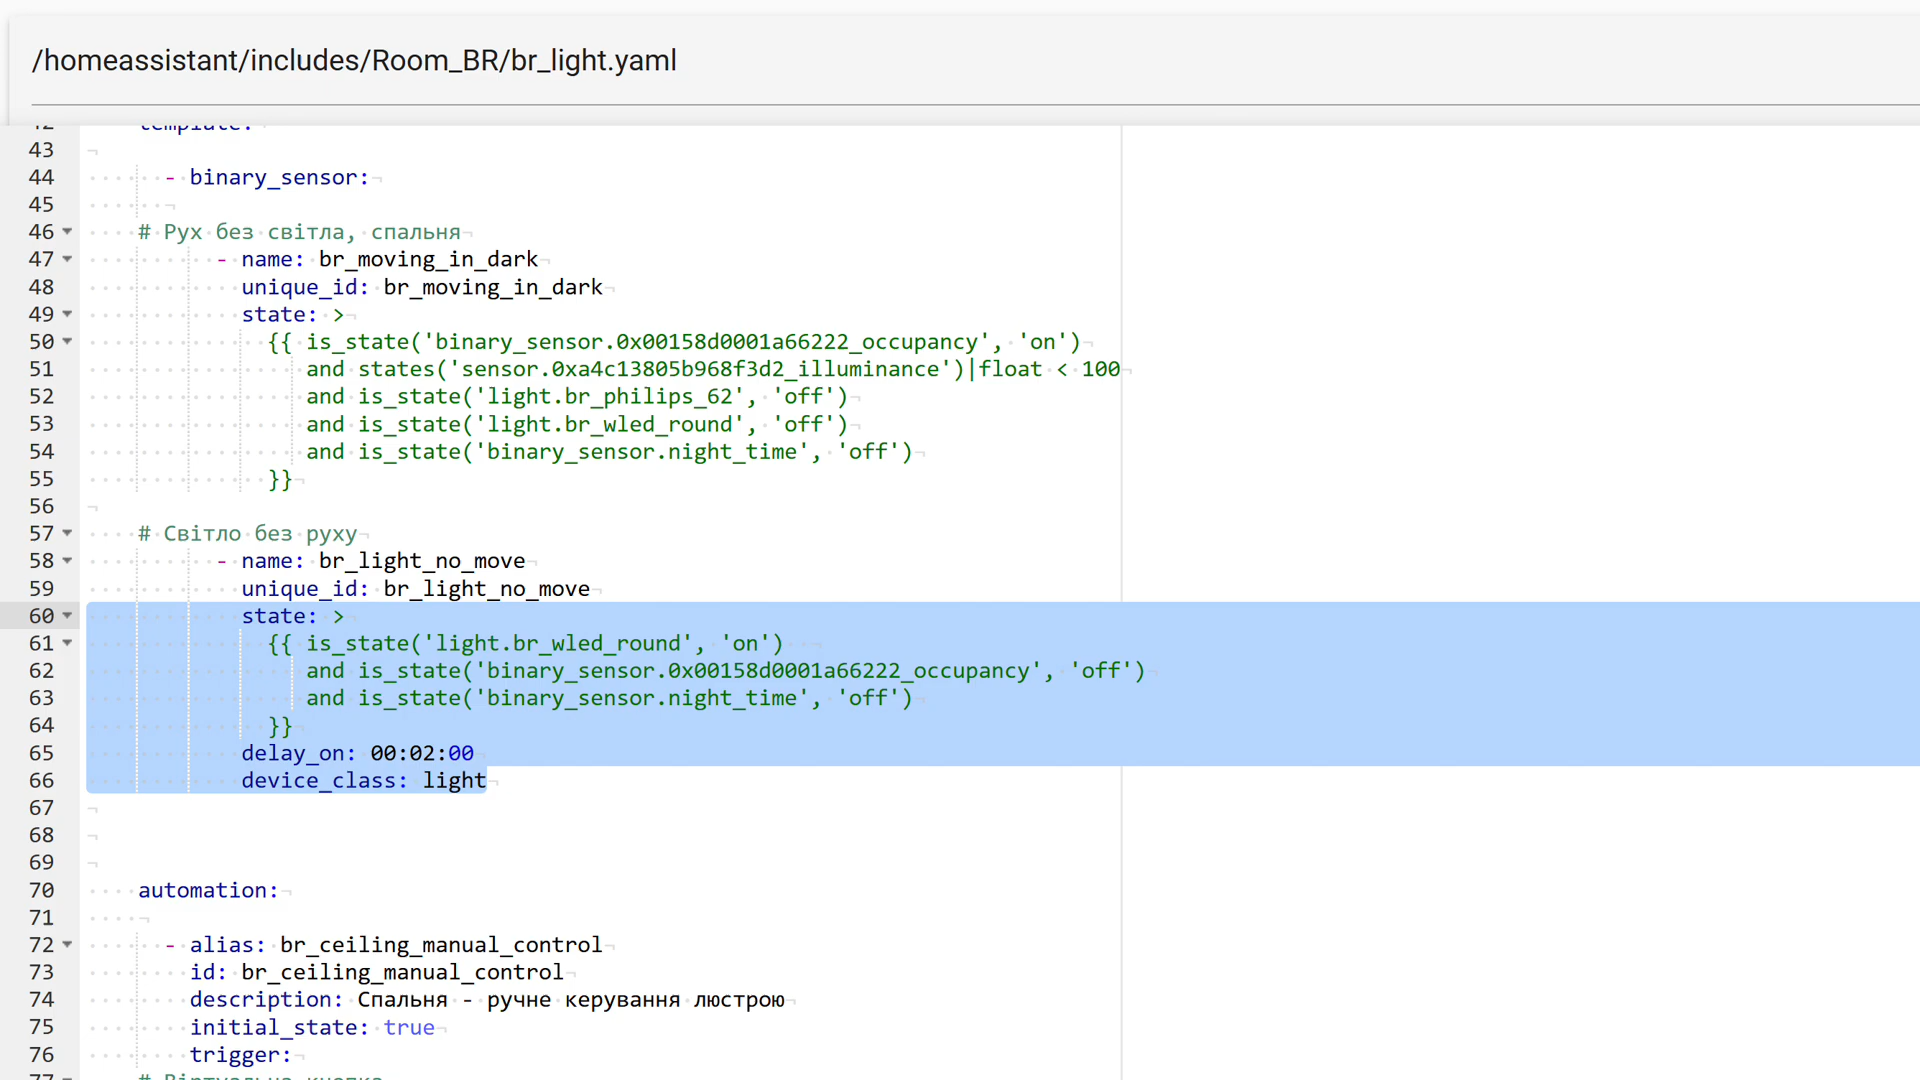 /homeassistant/includes/Room_BR/br_light.yaml
42 template:
43
44 - binary_sensor:
45
46 # Рух без світла, спальня
47 - name: br_moving_in_dark
48 unique_id: br_moving_in_dark
49 state: >
50 {{ is_state('binary_sensor.0x00158d0001a66222_occupancy', 'on')
51 and states('sensor.0xa4c13805b968f3d2_illuminance')|float < 100
52 and is_state('light.br_philips_62', 'off')
53 and is_state('light.br_wled_round', 'off')
54 and is_state('binary_sensor.night_time', 'off')
55 }}
56
57 # Світло без руху
58 - name: br_light_no_move
59 unique_id: br_light_no_move
60 state: >
61 {{ is_state('light.br_wled_round', 'on')
62 and is_state('binary_sensor.0x00158d0001a66222_occupancy', 'off')
63 and is_state('binary_sensor.night_time', 'off')
64 }}
65 delay_on: 00:02:00
66 device_class: light
67
68
69
70 automation:
71
72 - alias: br_ceiling_manual_control
73 id: br_ceiling_manual_control
74 description: Спальня - ручне керування люстрою
75 initial_state: true
76 trigger:
77 # Віртуальна кнопка